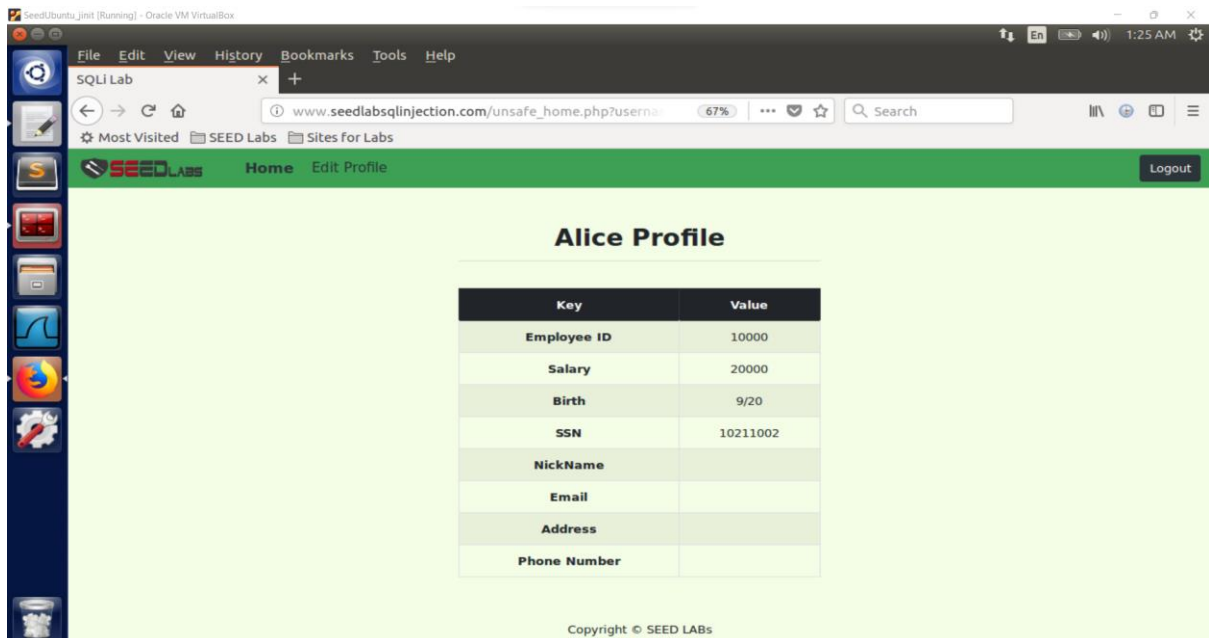 SeedUbuntu_jinit [Running] - Oracle VM VirtualBox
En 1:25 AM
File Edit View History Bookmarks Tools Help
SQLi Lab
www.seedlabsqlinjection.com/unsafe_home.php?userna 67% Search
Most Visited SEED Labs Sites for Labs
SEEDLABS Home Edit Profile Logout
Alice Profile
Key Value
Employee ID 10000
Salary 20000
Birth 9/20
SSN 10211002
NickName
Email
Address
Phone Number
Copyright © SEED LABs